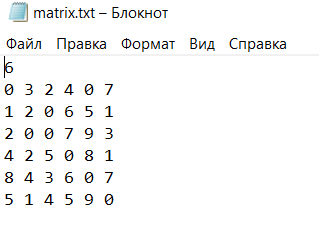 matrix.txt – Блокнот
Файл Правка Формат Вид Справка
6
0 3 2 4 0 7
1 2 0 6 5 1
2 0 0 7 9 3
4 2 5 0 8 1
8 4 3 6 0 7
5 1 4 5 9 0